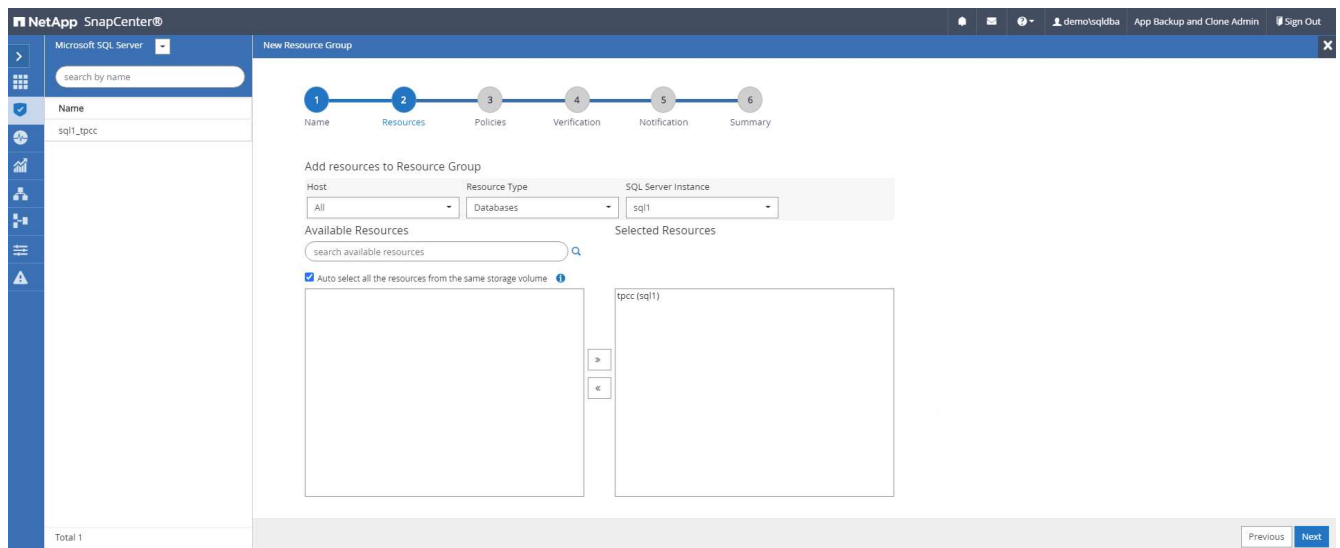 NetApp SnapCenter®
demo\sqldba App Backup and Clone Admin Sign Out
Microsoft SQL Server
New Resource Group
search by name
Name
sql1_tpcc
Total 1
1 2 3 4 5 6
Name Resources Policies Verification Notification Summary
Add resources to Resource Group
Host Resource Type SQL Server Instance
All Databases sql1
Available Resources Selected Resources
search available resources
Auto select all the resources from the same storage volume
tpcc (sql1)
Previous Next